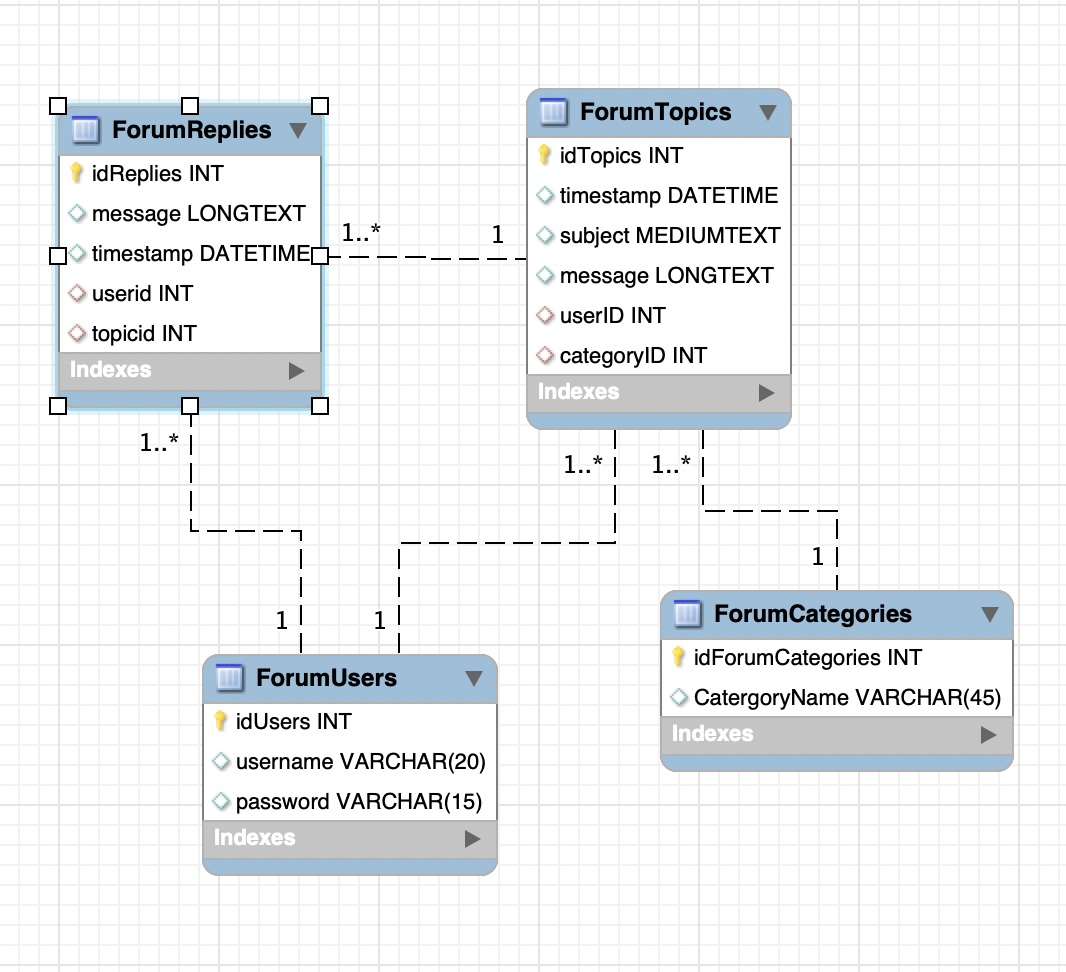 ForumReplies
idReplies INT
message LONGTEXT
timestamp DATETIME
userid INT
topicid INT
Indexes
1..*
1
ForumTopics
idTopics INT
timestamp DATETIME
subject MEDIUMTEXT
message LONGTEXT
userID INT
categoryID INT
Indexes
1..*
1..*
1..*
1
1
1
ForumUsers
idUsers INT
username VARCHAR(20)
password VARCHAR(15)
Indexes
ForumCategories
idForumCategories INT
CatergoryName VARCHAR(45)
Indexes